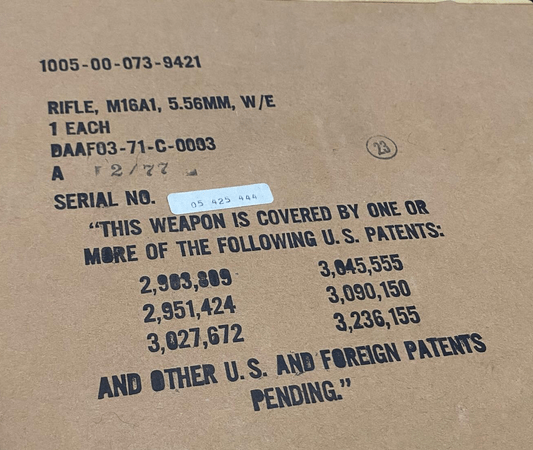 1005-00-073-9421
RIFLE, M16A1, 5.56MM, W/E
1 EACH
DAAF03-71-C-0003
23
A 2/77
SERIAL NO. 05 425 444
"THIS WEAPON IS COVERED BY ONE OR
MORE OF THE FOLLOWING U.S. PATENTS:
2,903,809 3,045,555
2,951,424 3,090,150
3,027,672 3,236,155
AND OTHER U.S. AND FOREIGN PATENTS
PENDING."